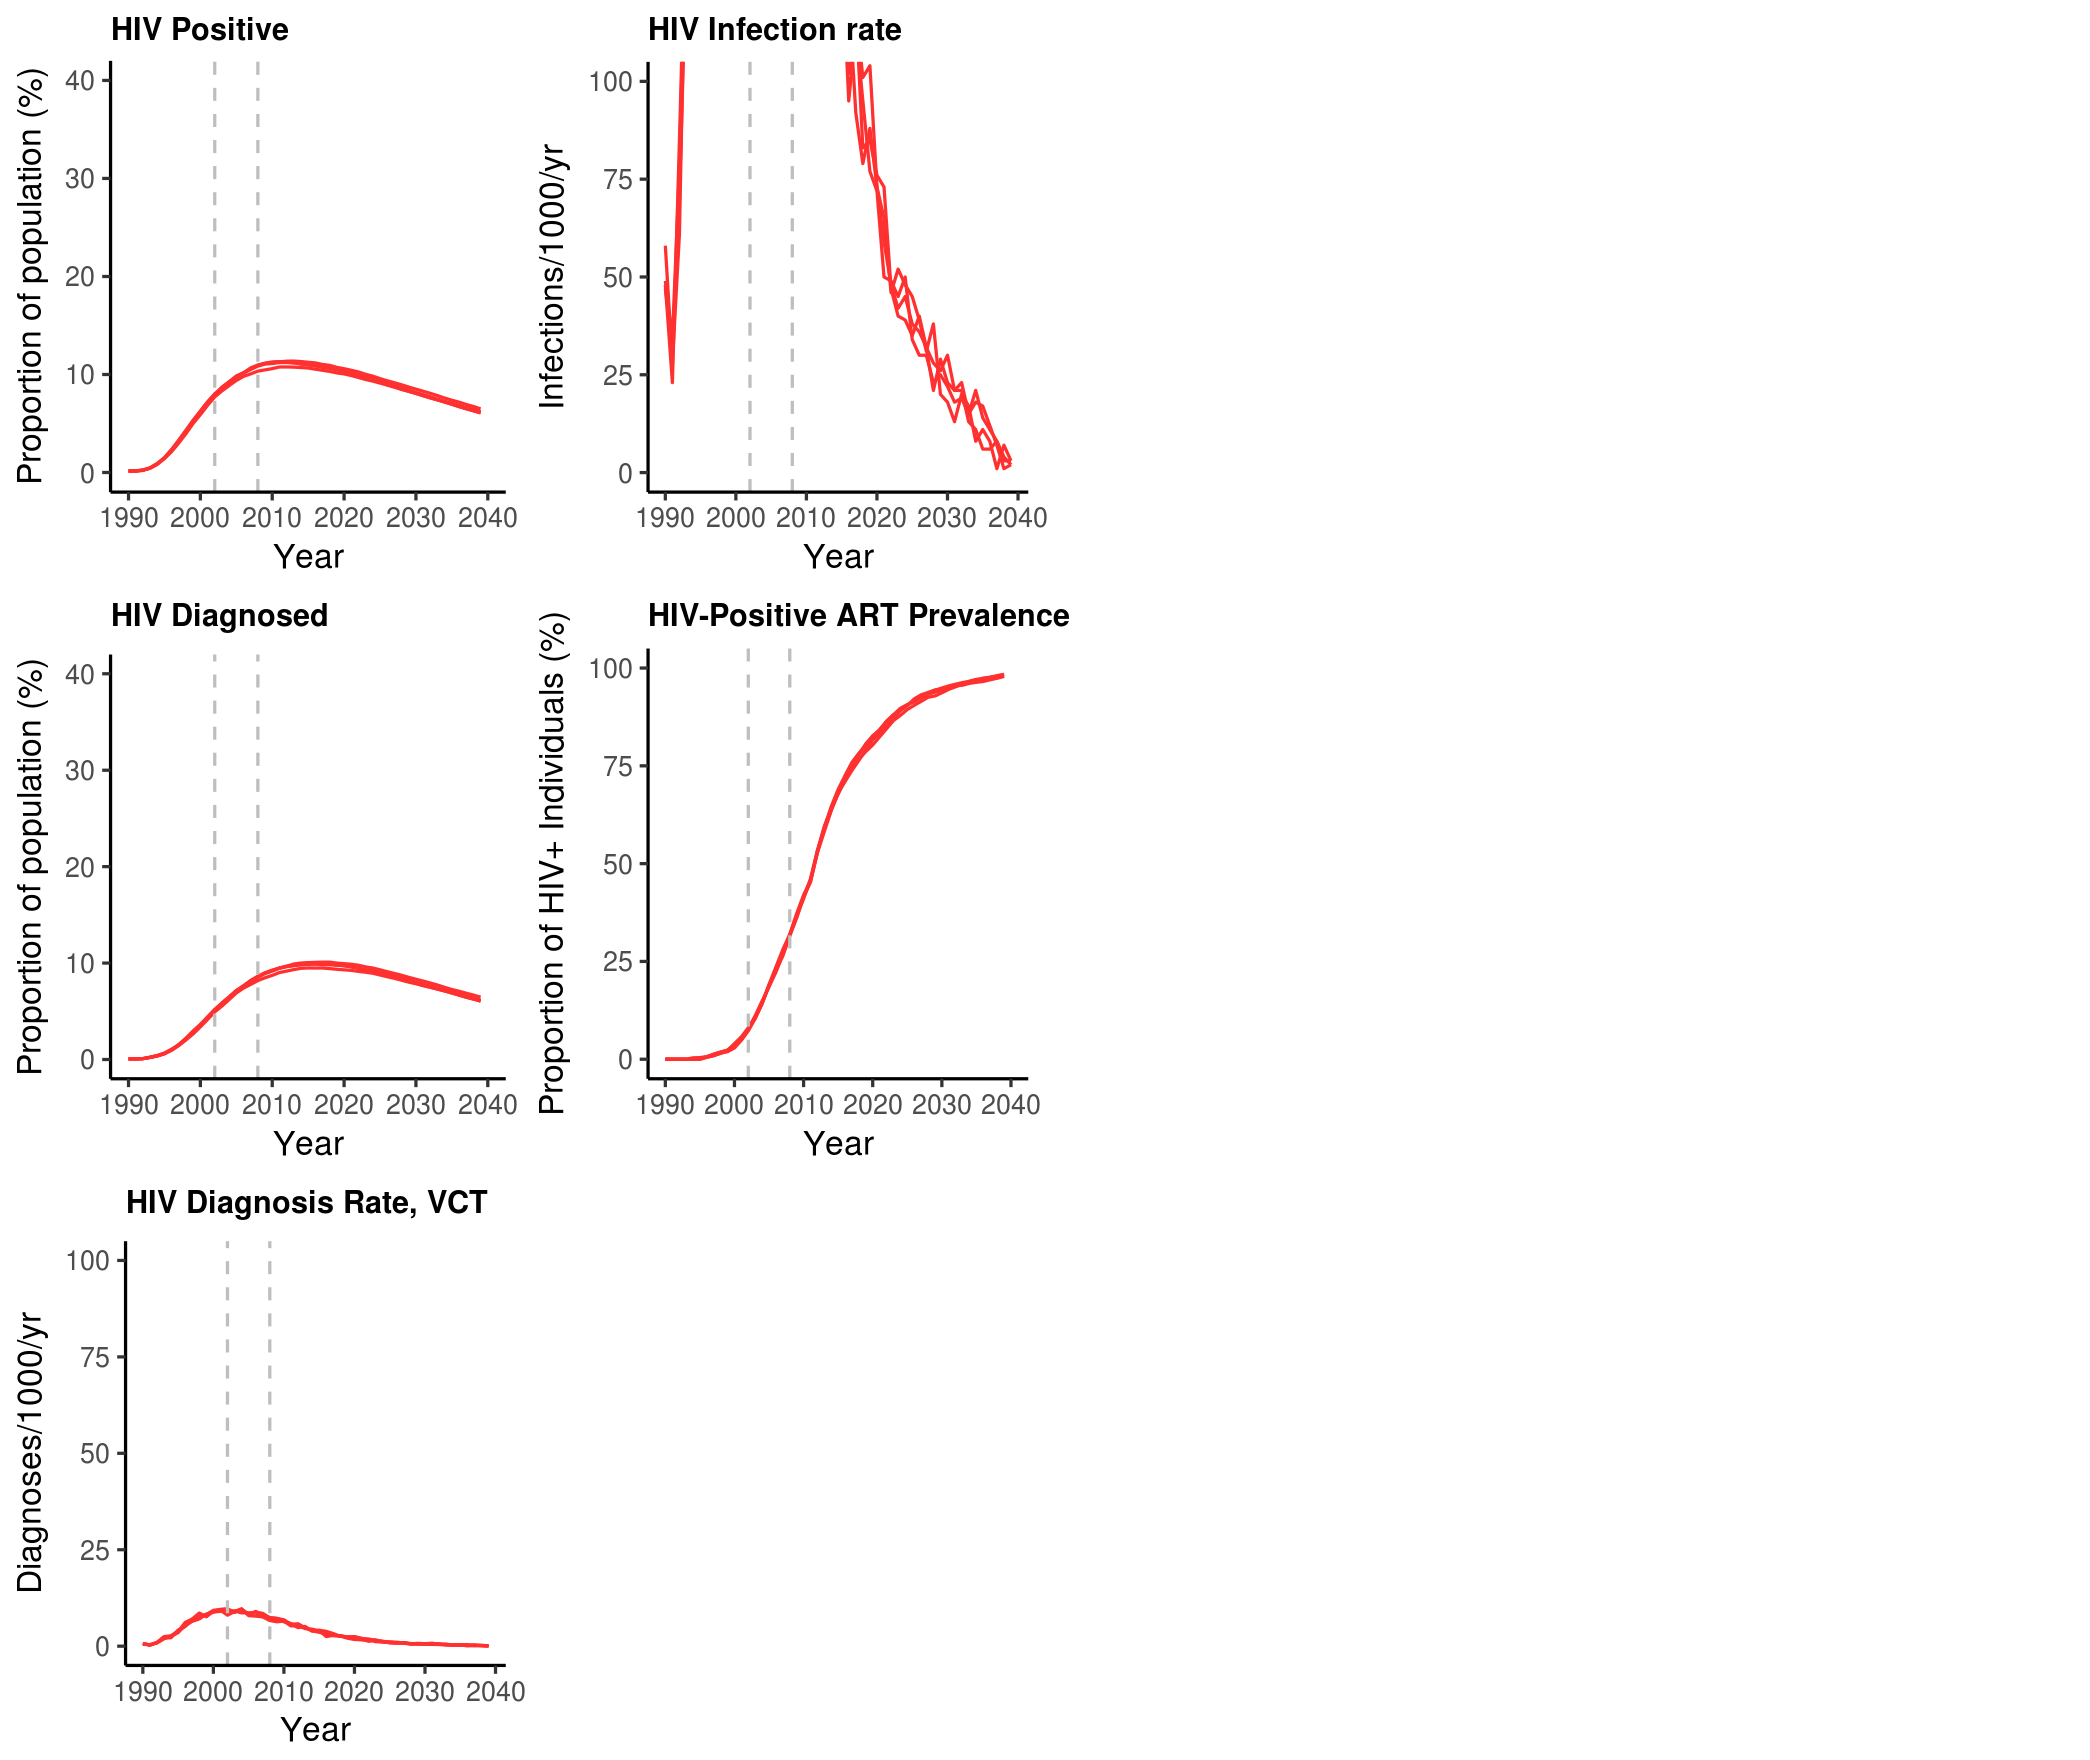 HIV Positive
Proportion of population (%)
40
30
20
10
0
1990 2000 2010 2020 2030 2040
Year
HIV Infection rate
Infections/1000/yr
100
75
50
25
0
1990 2000 2010 2020 2030 2040
Year
HIV Diagnosed
Proportion of population (%)
40
30
20
10
0
1990 2000 2010 2020 2030 2040
Year
HIV-Positive ART Prevalence
Proportion of HIV+ Individuals (%)
100
75
50
25
0
1990 2000 2010 2020 2030 2040
Year
HIV Diagnosis Rate, VCT
Diagnoses/1000/yr
100
75
50
25
0
1990 2000 2010 2020 2030 2040
Year